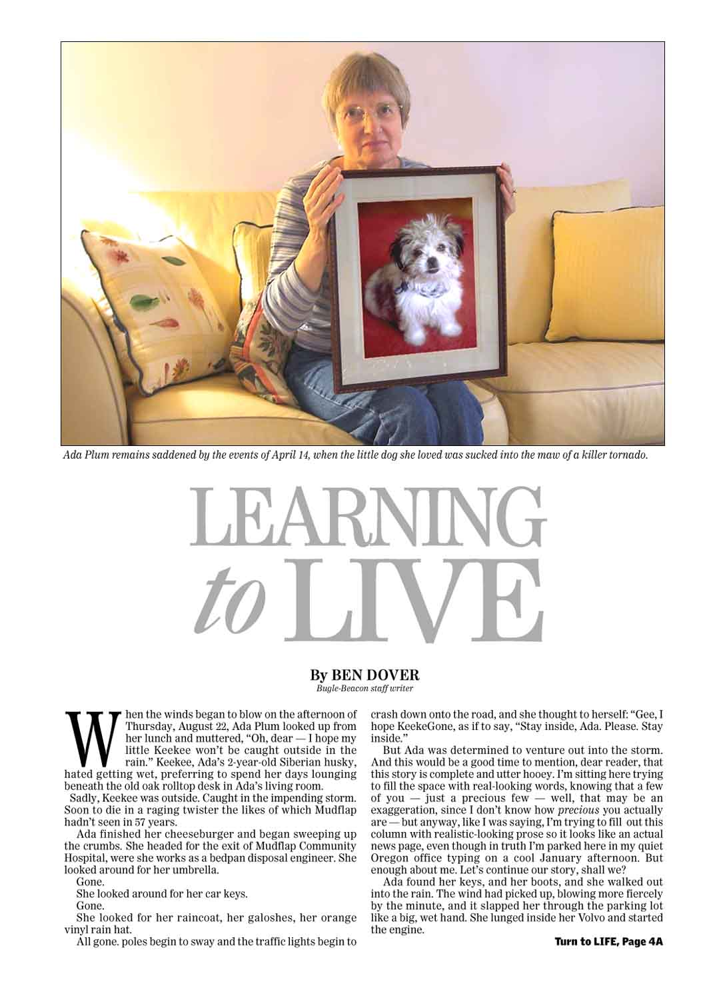 Ada Plum remains saddened by the events of April 14, when the little dog she loved was sucked into the maw of a killer tornado.
LEARNING
to LIVE
By BEN DOVER
Bugle-Beacon staff writer
When the winds began to blow on the afternoon of
Thursday, August 22, Ada Plum looked up from
her lunch and muttered, “Oh, dear — I hope my
little Keekee won’t be caught outside in the
rain.” Keekee, Ada’s 2-year-old Siberian husky,
hated getting wet, preferring to spend her days lounging
beneath the old oak rolltop desk in Ada’s living room.
Sadly, Keekee was outside. Caught in the impending storm.
Soon to die in a raging twister the likes of which Mudflap
hadn’t seen in 57 years.
Ada finished her cheeseburger and began sweeping up
the crumbs. She headed for the exit of Mudflap Community
Hospital, were she works as a bedpan disposal engineer. She
looked around for her umbrella.
Gone.
She looked around for her car keys.
Gone.
She looked for her raincoat, her galoshes, her orange
vinyl rain hat.
All gone. poles begin to sway and the traffic lights begin to
crash down onto the road, and she thought to herself: “Gee, I
hope KeekeGone, as if to say, “Stay inside, Ada. Please. Stay
inside.”
But Ada was determined to venture out into the storm.
And this would be a good time to mention, dear reader, that
this story is complete and utter hooey. I’m sitting here trying
to fill the space with real-looking words, knowing that a few
of you — just a precious few — well, that may be an
exaggeration, since I don’t know how precious you actually
are — but anyway, like I was saying, I’m trying to fill out this
column with realistic-looking prose so it looks like an actual
news page, even though in truth I’m parked here in my quiet
Oregon office typing on a cool January afternoon. But
enough about me. Let’s continue our story, shall we?
Ada found her keys, and her boots, and she walked out
into the rain. The wind had picked up, blowing more fiercely
by the minute, and it slapped her through the parking lot
like a big, wet hand. She lunged inside her Volvo and started
the engine.
Turn to LIFE, Page 4A